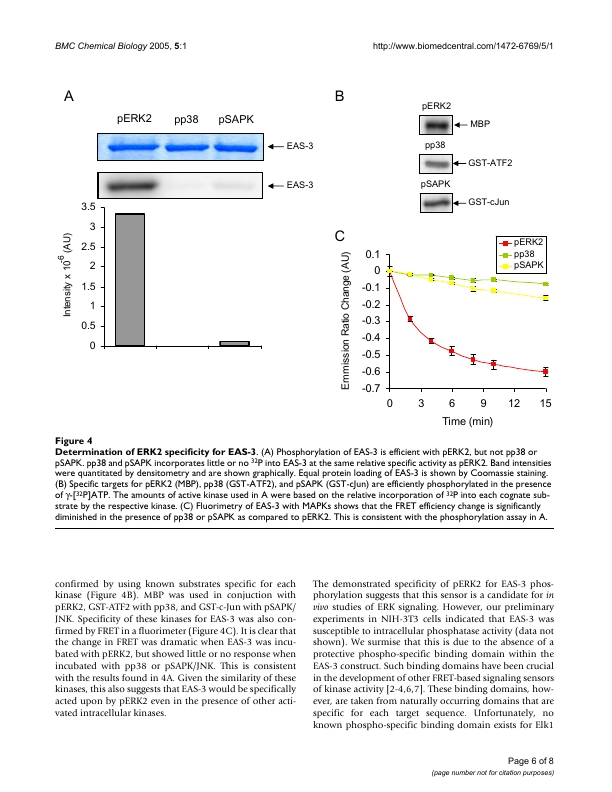 BMC Chemical Biology 2005, 5:1
http://www.biomedcentral.com/1472-6769/5/1
A
pERK2 pp38 pSAPK
EAS-3
EAS-3
3.5
3
2.5
2
1.5
1
0.5
0
Intensity x 10⁻⁶ (AU)
B
pERK2
MBP
pp38
GST-ATF2
pSAPK
GST-cJun
C
pERK2
pp38
pSAPK
0.1
0
-0.1
-0.2
-0.3
-0.4
-0.5
-0.6
-0.7
Emmission Ratio Change (AU)
0 3 6 9 12 15
Time (min)
Figure 4
Determination of ERK2 specificity for EAS-3. (A) Phosphorylation of EAS-3 is efficient with pERK2, but not pp38 or
pSAPK. pp38 and pSAPK incorporates little or no ³²P into EAS-3 at the same relative specific activity as pERK2. Band intensities
were quantitated by densitometry and are shown graphically. Equal protein loading of EAS-3 is shown by Coomassie staining.
(B) Specific targets for pERK2 (MBP), pp38 (GST-ATF2), and pSAPK (GST-cJun) are efficiently phosphorylated in the presence
of γ-[³²P]ATP. The amounts of active kinase used in A were based on the relative incorporation of ³²P into each cognate sub-
strate by the respective kinase. (C) Fluorimetry of EAS-3 with MAPKs shows that the FRET efficiency change is significantly
diminished in the presence of pp38 or pSAPK as compared to pERK2. This is consistent with the phosphorylation assay in A.
confirmed by using known substrates specific for each
kinase (Figure 4B). MBP was used in conjuction with
pERK2, GST-ATF2 with pp38, and GST-c-Jun with pSAPK/
JNK. Specificity of these kinases for EAS-3 was also con-
firmed by FRET in a fluorimeter (Figure 4C). It is clear that
the change in FRET was dramatic when EAS-3 was incu-
bated with pERK2, but showed little or no response when
incubated with pp38 or pSAPK/JNK. This is consistent
with the results found in 4A. Given the similarity of these
kinases, this also suggests that EAS-3 would be specifically
acted upon by pERK2 even in the presence of other acti-
vated intracellular kinases.
The demonstrated specificity of pERK2 for EAS-3 phos-
phorylation suggests that this sensor is a candidate for in
vivo studies of ERK signaling. However, our preliminary
experiments in NIH-3T3 cells indicated that EAS-3 was
susceptible to intracellular phosphatase activity (data not
shown). We surmise that this is due to the absence of a
protective phospho-specific binding domain within the
EAS-3 construct. Such binding domains have been crucial
in the development of other FRET-based signaling sensors
of kinase activity [2-4,6,7]. These binding domains, how-
ever, are taken from naturally occurring domains that are
specific for each target sequence. Unfortunately, no
known phospho-specific binding domain exists for Elk1
Page 6 of 8
(page number not for citation purposes)